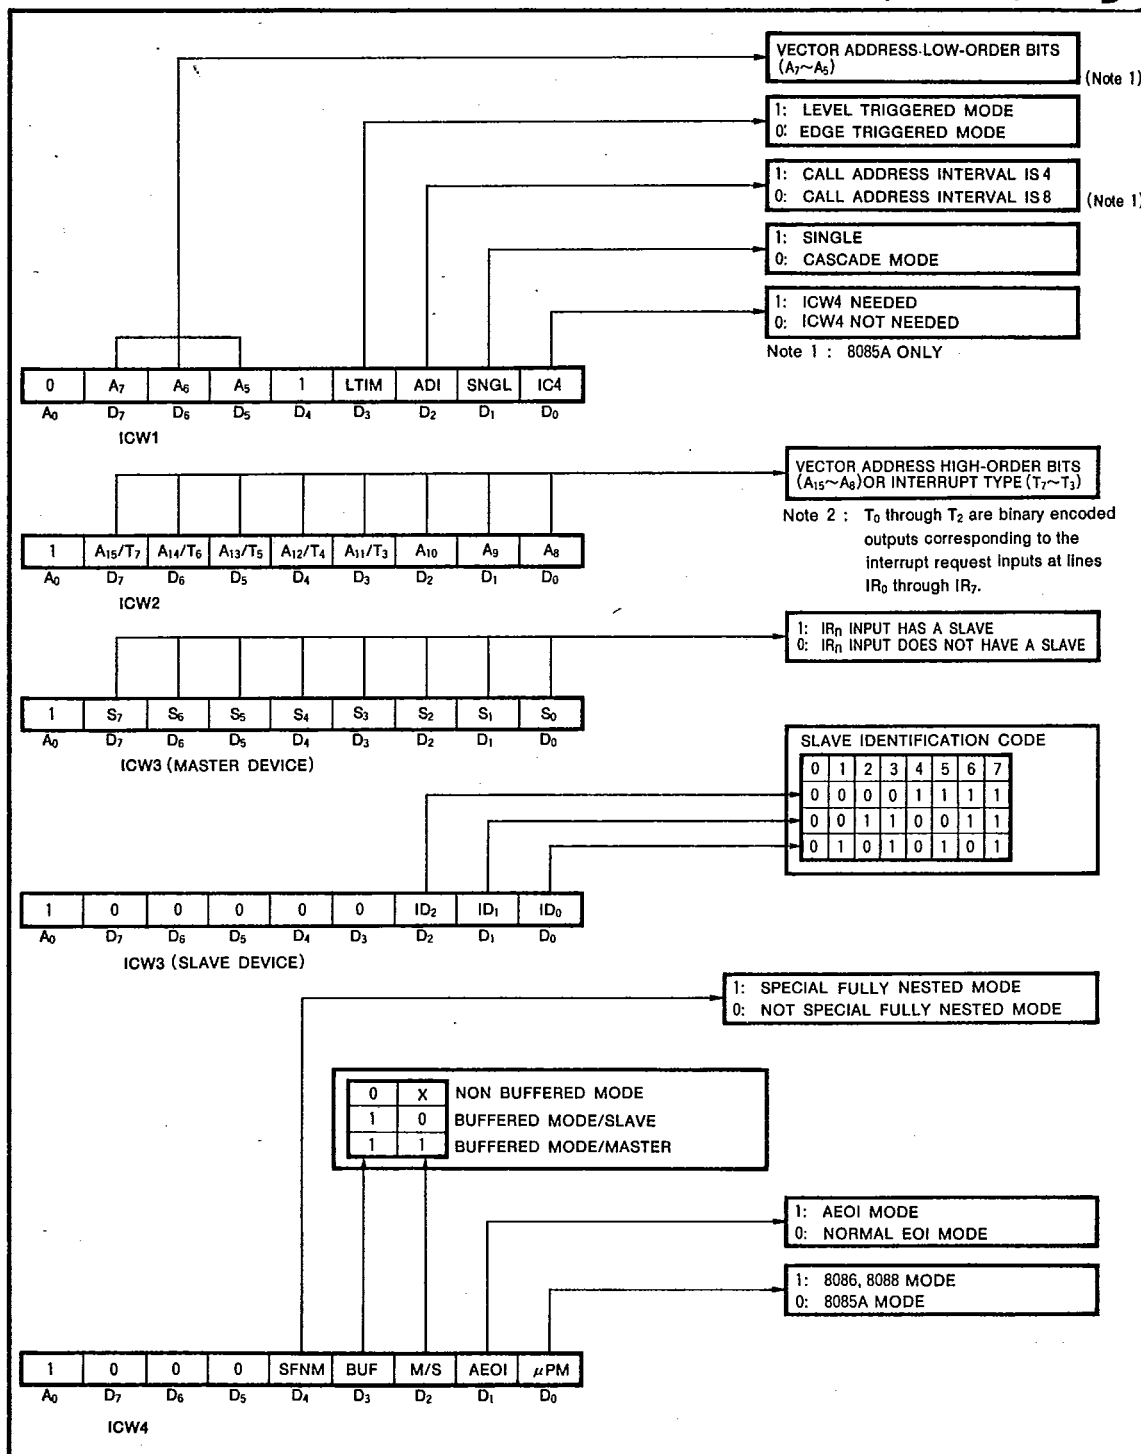 VECTOR ADDRESS LOW-ORDER BITS
(A₇~A₅)
(Note 1)
1: LEVEL TRIGGERED MODE
0: EDGE TRIGGERED MODE
1: CALL ADDRESS INTERVAL IS 4
0: CALL ADDRESS INTERVAL IS 8
(Note 1)
1: SINGLE
0: CASCADE MODE
1: ICW4 NEEDED
0: ICW4 NOT NEEDED
Note 1 : 8085A ONLY
0 A₇ A₆ A₅ 1 LTIM ADI SNGL IC4
A₀ D₇ D₆ D₅ D₄ D₃ D₂ D₁ D₀
ICW1
VECTOR ADDRESS HIGH-ORDER BITS
(A₁₅~A₈) OR INTERRUPT TYPE (T₇~T₃)
Note 2 : T₀ through T₂ are binary encoded
outputs corresponding to the
interrupt request inputs at lines
IR₀ through IR₇.
1 A₁₅/T₇ A₁₄/T₆ A₁₃/T₅ A₁₂/T₄ A₁₁/T₃ A₁₀ A₉ A₈
A₀ D₇ D₆ D₅ D₄ D₃ D₂ D₁ D₀
ICW2
1: IRn INPUT HAS A SLAVE
0: IRn INPUT DOES NOT HAVE A SLAVE
1 S₇ S₆ S₅ S₄ S₃ S₂ S₁ S₀
A₀ D₇ D₆ D₅ D₄ D₃ D₂ D₁ D₀
ICW3 (MASTER DEVICE)
SLAVE IDENTIFICATION CODE
0 1 2 3 4 5 6 7
0 0 0 0 1 1 1 1
0 0 1 1 0 0 1 1
0 1 0 1 0 1 0 1
1 0 0 0 0 0 ID₂ ID₁ ID₀
A₀ D₇ D₆ D₅ D₄ D₃ D₂ D₁ D₀
ICW3 (SLAVE DEVICE)
1: SPECIAL FULLY NESTED MODE
0: NOT SPECIAL FULLY NESTED MODE
0 X NON BUFFERED MODE
1 0 BUFFERED MODE/SLAVE
1 1 BUFFERED MODE/MASTER
1: AEOI MODE
0: NORMAL EOI MODE
1: 8086, 8088 MODE
0: 8085A MODE
1 0 0 0 SFNM BUF M/S AEOI μPM
A₀ D₇ D₆ D₅ D₄ D₃ D₂ D₁ D₀
ICW4